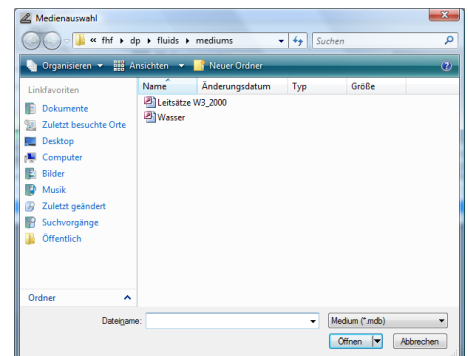 Medienauswahl
« fhf dp fluids mediums Suchen
Organisieren Ansichten Neuer Ordner
Linkfavoriten
Dokumente
Zuletzt besuchte Orte
Desktop
Computer
Bilder
Musik
Zuletzt geändert
Suchvorgänge
Öffentlich
Ordner
Name Änderungsdatum Typ Größe
Leitsätze W3_2000
Wasser
Dateiname: Medium (*.mdb)
Öffnen Abbrechen